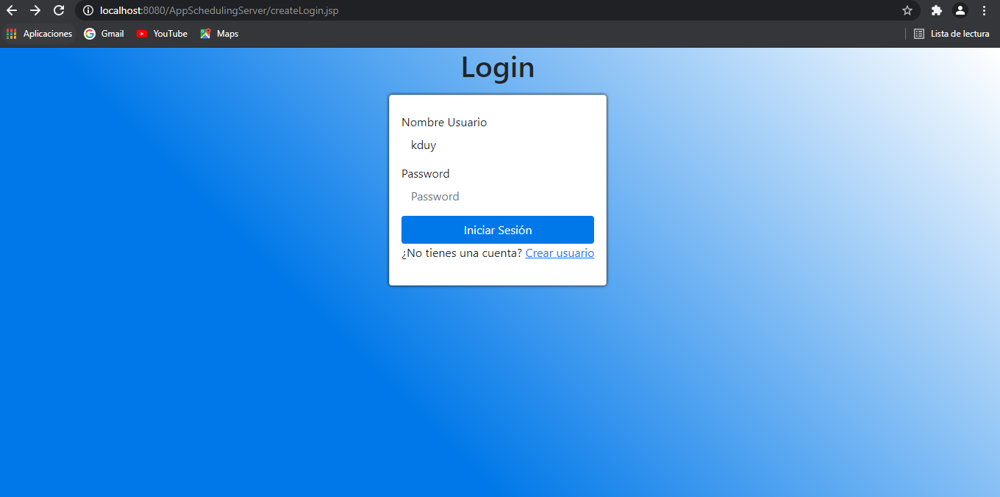 localhost:8080/AppSchedulingServer/createLogin.jsp
Aplicaciones Gmail YouTube Maps Lista de lectura
Login
Nombre Usuario
kduy
Password
Password
Iniciar Sesión
¿No tienes una cuenta? Crear usuario